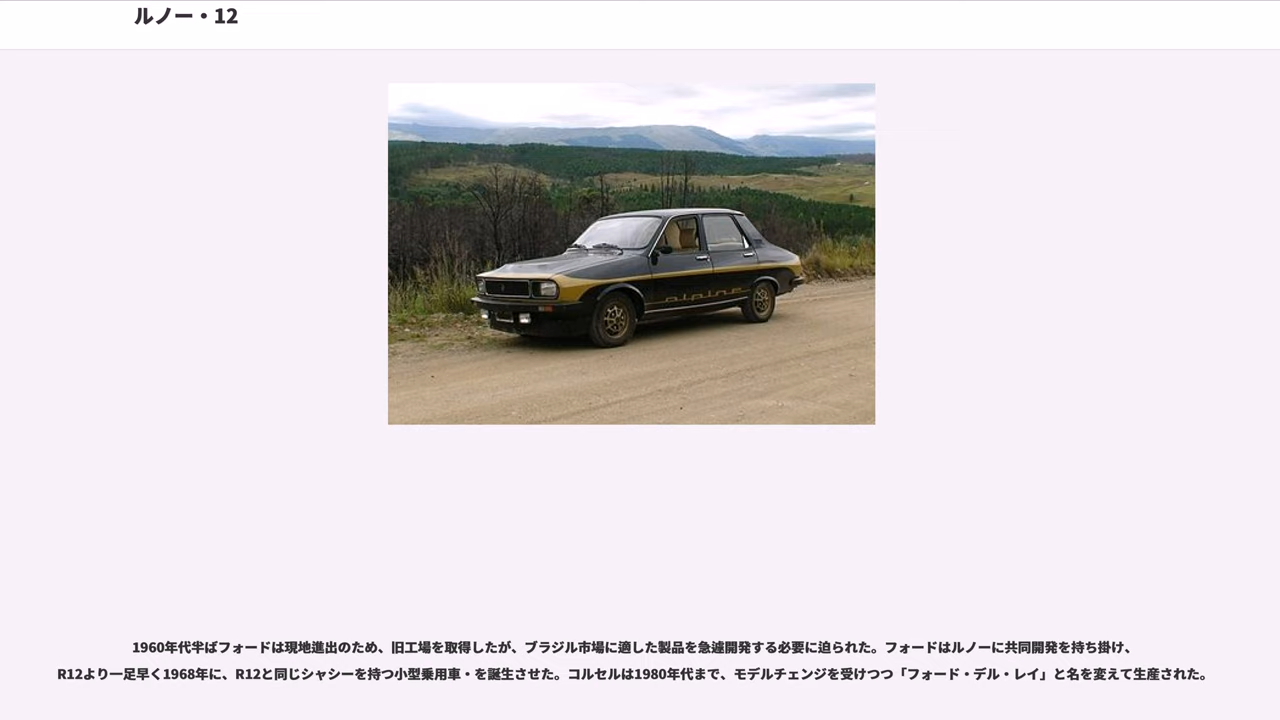 ルノー・12
alpine
1960年代半ばフォードは現地進出のため、旧工場を取得したが、ブラジル市場に適した製品を急遽開発する必要に迫られた。フォードはルノーに共同開発を持ち掛け、
R12より一足早く1968年に、R12と同じシャシーを持つ小型乗用車・を誕生させた。コルセルは1980年代まで、モデルチェンジを受けつつ「フォード・デル・レイ」と名を変えて生産された。